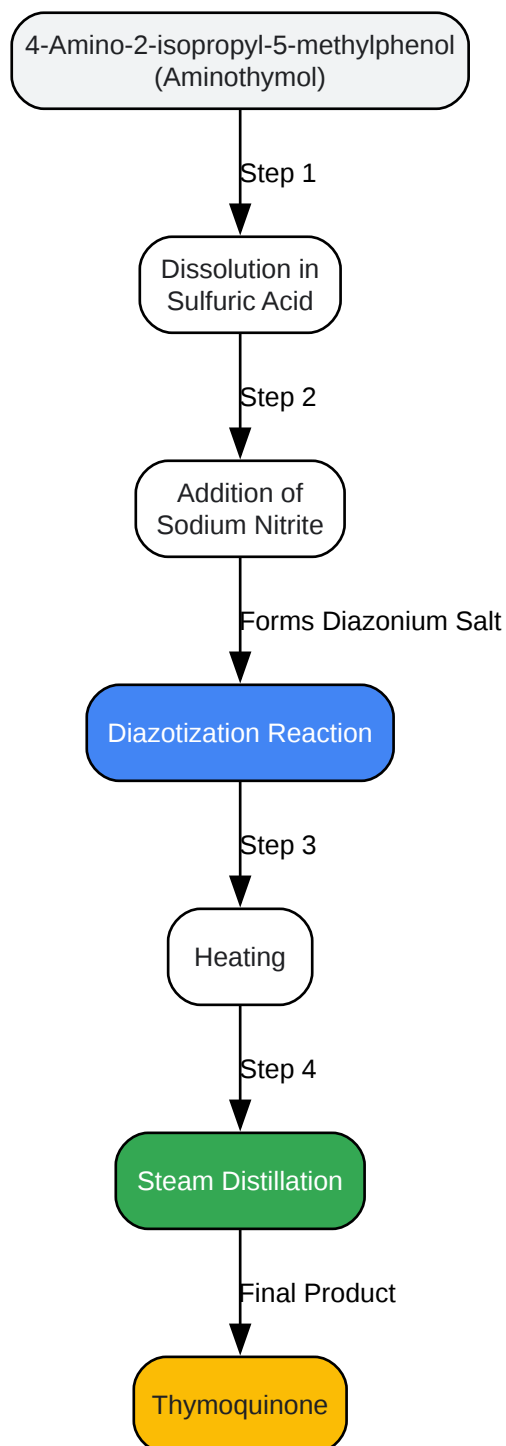 4-Amino-2-isopropyl-5-methylphenol
(Aminothymol)
Step 1
Dissolution in
Sulfuric Acid
Step 2
Addition of
Sodium Nitrite
Forms Diazonium Salt
Diazotization Reaction
Step 3
Heating
Step 4
Steam Distillation
Final Product
Thymoquinone